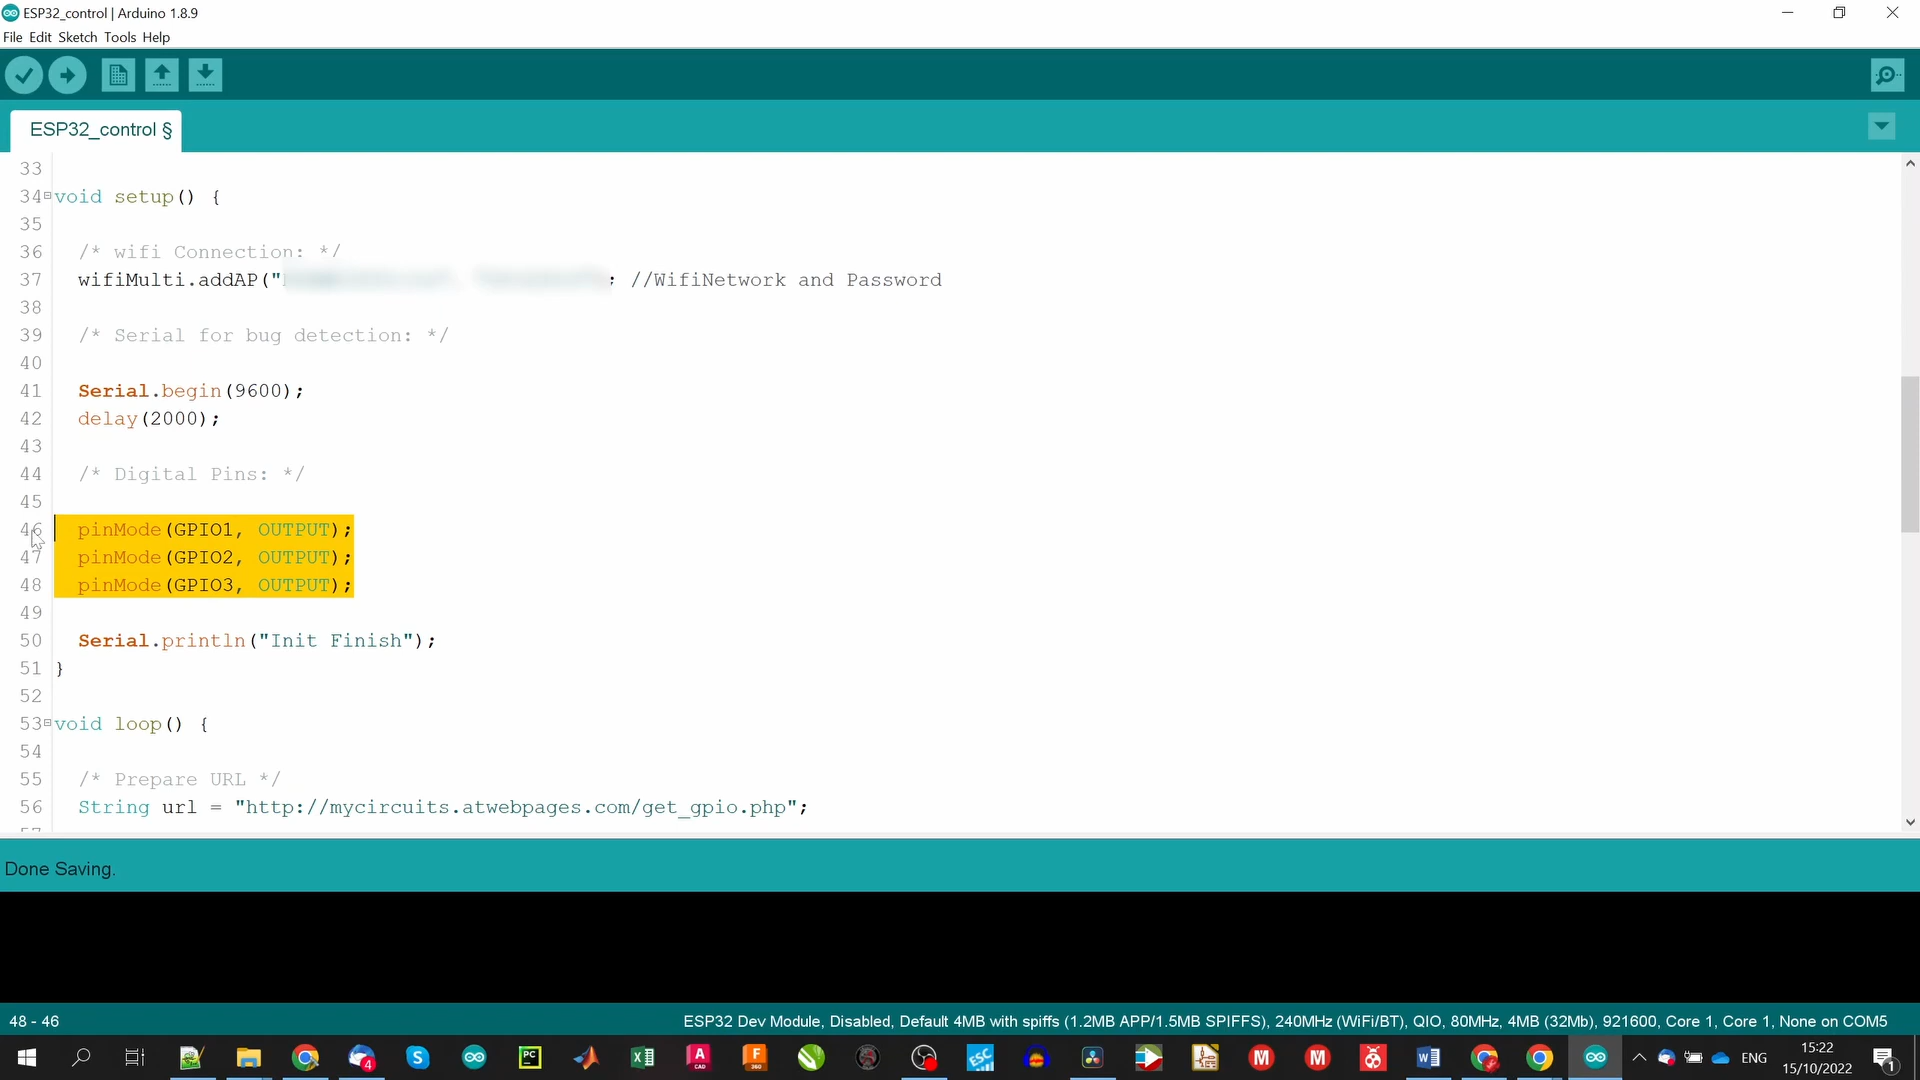 ESP32_control | Arduino 1.8.9
File Edit Sketch Tools Help
ESP32_control §
33
34 void setup() {
35
36 /* wifi Connection: */
37 wifiMulti.addAP(" ; //WifiNetwork and Password
38
39 /* Serial for bug detection: */
40
41 Serial.begin(9600);
42 delay(2000);
43
44 /* Digital Pins: */
45
46 pinMode(GPIO1, OUTPUT);
47 pinMode(GPIO2, OUTPUT);
48 pinMode(GPIO3, OUTPUT);
49
50 Serial.println("Init Finish");
51 }
52
53 void loop() {
54
55 /* Prepare URL */
56 String url = "http://mycircuits.atwebpages.com/get_gpio.php";
Done Saving.
48 - 46 ESP32 Dev Module, Disabled, Default 4MB with spiffs (1.2MB APP/1.5MB SPIFFS), 240MHz (WiFi/BT), QIO, 80MHz, 4MB (32Mb), 921600, Core 1, Core 1, None on COM5
ENG 15:22
15/10/2022